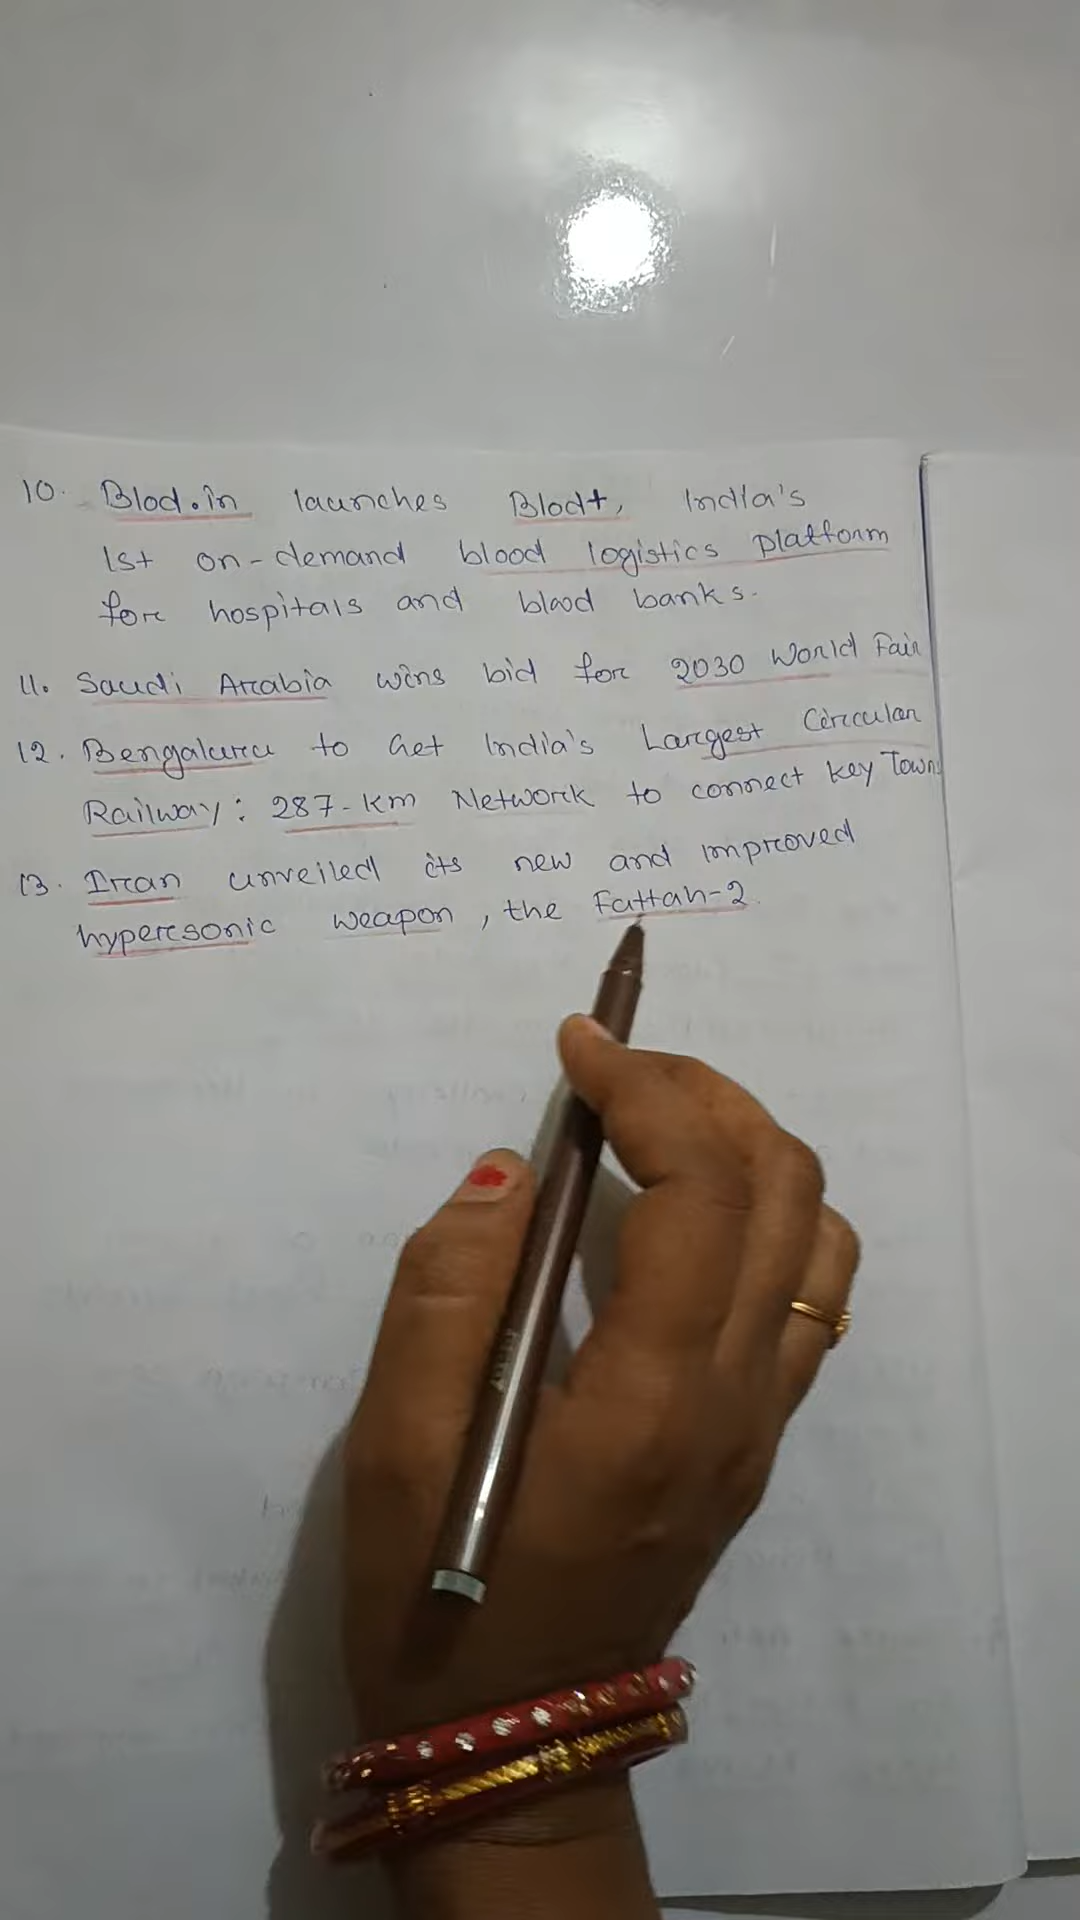 10. Blod.in launches Blod+, India's
1st on-demand blood logistics platform
for hospitals and blood banks.
11. Saudi Arabia wins bid for 2030 World Fair
12. Bengaluru to Get India's Largest Circular
Railway: 287-km Network to connect Key Towns
13. Iran unveiled its new and improved
hypersonic weapon, the Fattah-2.